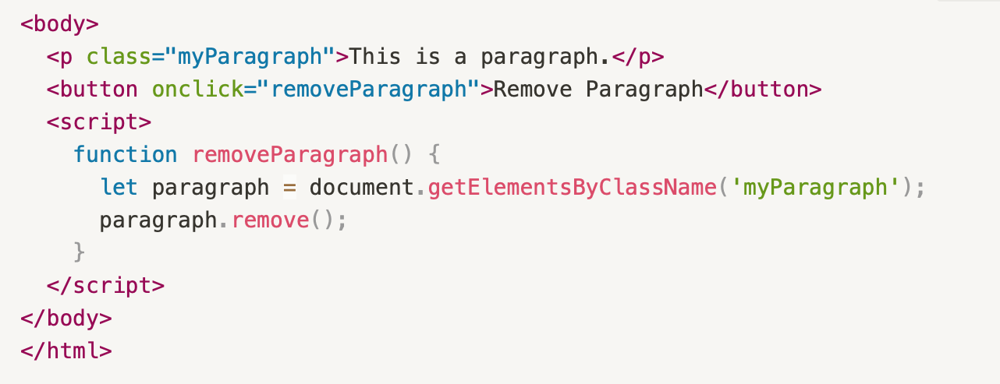 <body>
  <p class="myParagraph">This is a paragraph.</p>
  <button onclick="removeParagraph">Remove Paragraph</button>
  <script>
    function removeParagraph() {
      let paragraph = document.getElementsByClassName('myParagraph');
      paragraph.remove();
    }
  </script>
</body>
</html>